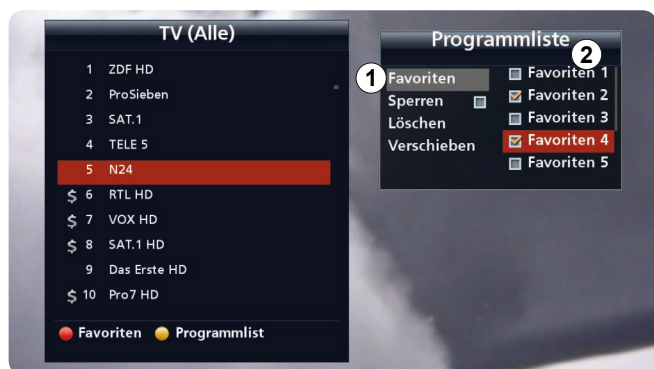 TV (Alle)
1 ZDF HD
2 ProSieben
3 SAT.1
4 TELE 5
5 N24
$ 6 RTL HD
$ 7 VOX HD
$ 8 SAT.1 HD
9 Das Erste HD
$ 10 Pro7 HD
Favoriten Programmlist
Programmliste
2
1
Favoriten
Sperren
Löschen
Verschieben
Favoriten 1
Favoriten 2
Favoriten 3
Favoriten 4
Favoriten 5